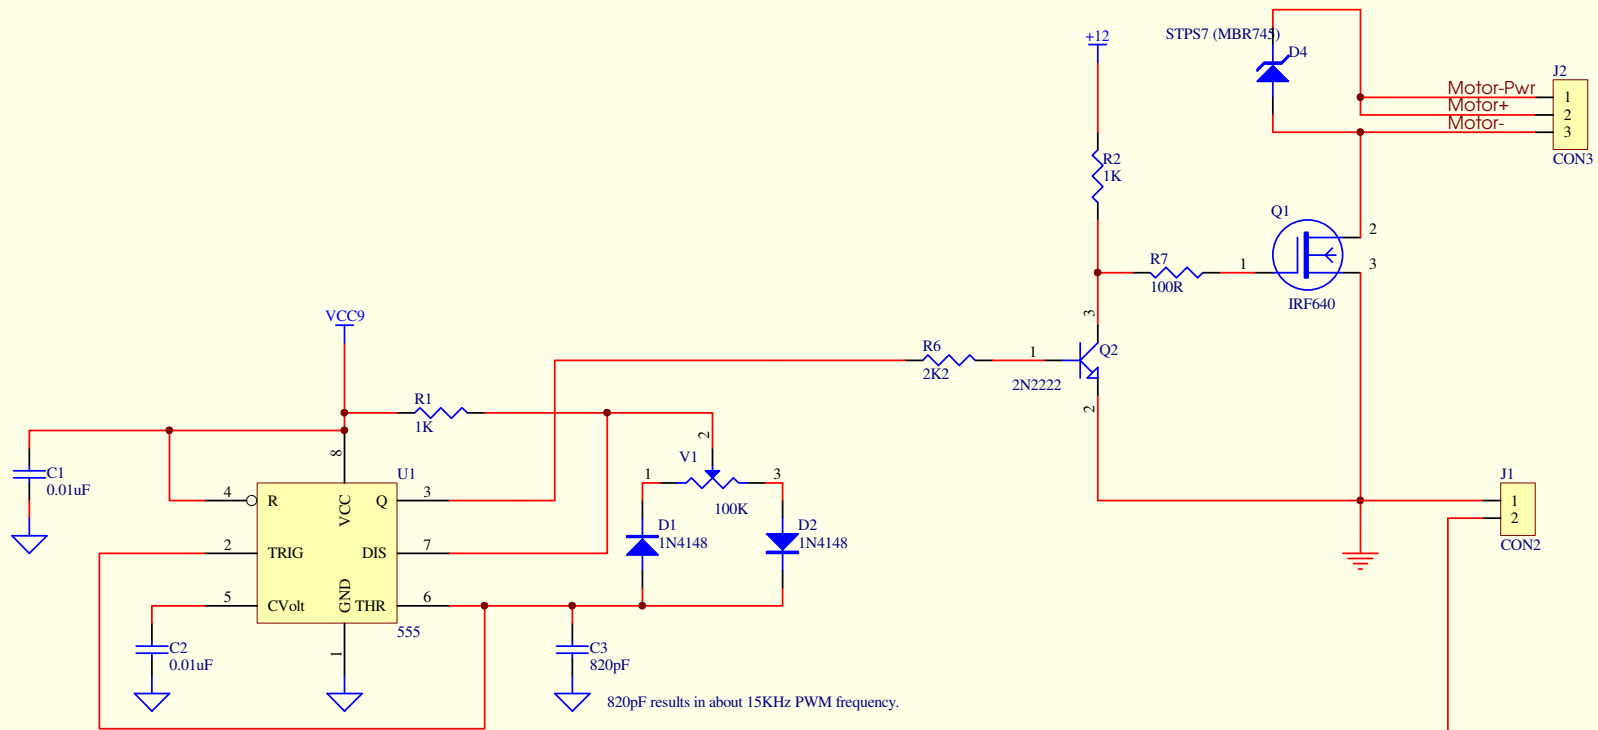 STPS7 (MBR745)
D4
+12
J2
Motor-Pwr
1
Motor+
2
Motor-
3
CON3
R2
1K
Q1
2
R7
1
3
100R
IRF640
VCC9
3
R6
1
Q2
2K2
2N2222
2
R1
1K
2
8
V1
C1
0.01uF
U1
1
3
J1
4
R
VCC
Q
3
100K
1
2
D1
1N4148
D2
1N4148
CON2
2
TRIG
DIS
7
5
CVolt
GND
THR
6
555
C2
0.01uF
1
C3
820pF
820pF results in about 15KHz PWM frequency.